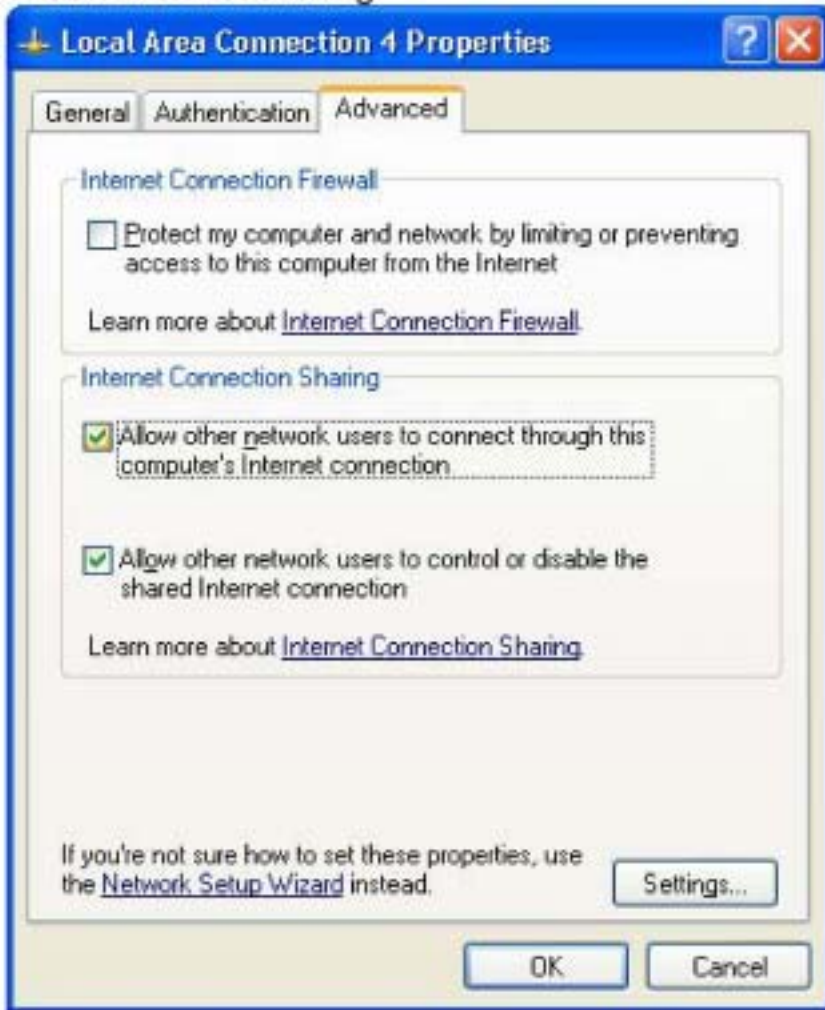 Local Area Connection 4 Properties
General Authentication Advanced
Internet Connection Firewall
Protect my computer and network by limiting or preventing
access to this computer from the Internet
Learn more about Internet Connection Firewall.
Internet Connection Sharing
Allow other network users to connect through this
computer's Internet connection
Allow other network users to control or disable the
shared Internet connection
Learn more about Internet Connection Sharing.
If you're not sure how to set these properties, use
the Network Setup Wizard instead.
Settings...
OK Cancel